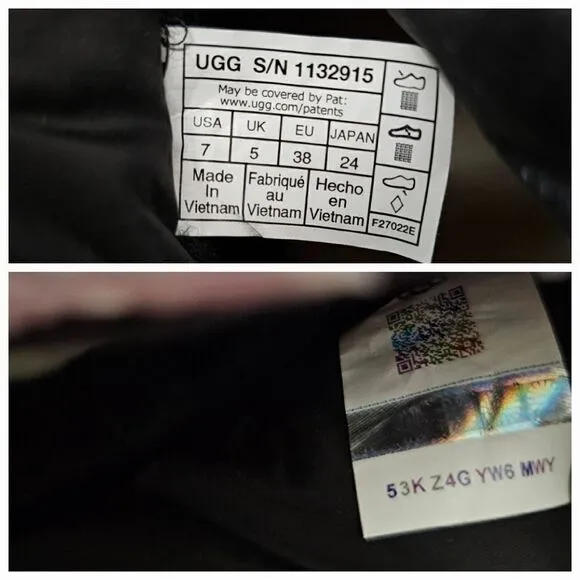 UGG S/N 1132915
May be covered by Pat:
www.ugg.com/patents
USA UK EU JAPAN
7 5 38 24
Made Fabriqué Hecho
In au en
Vietnam Vietnam Vietnam
F27022E
53K Z4G YW6 MWY